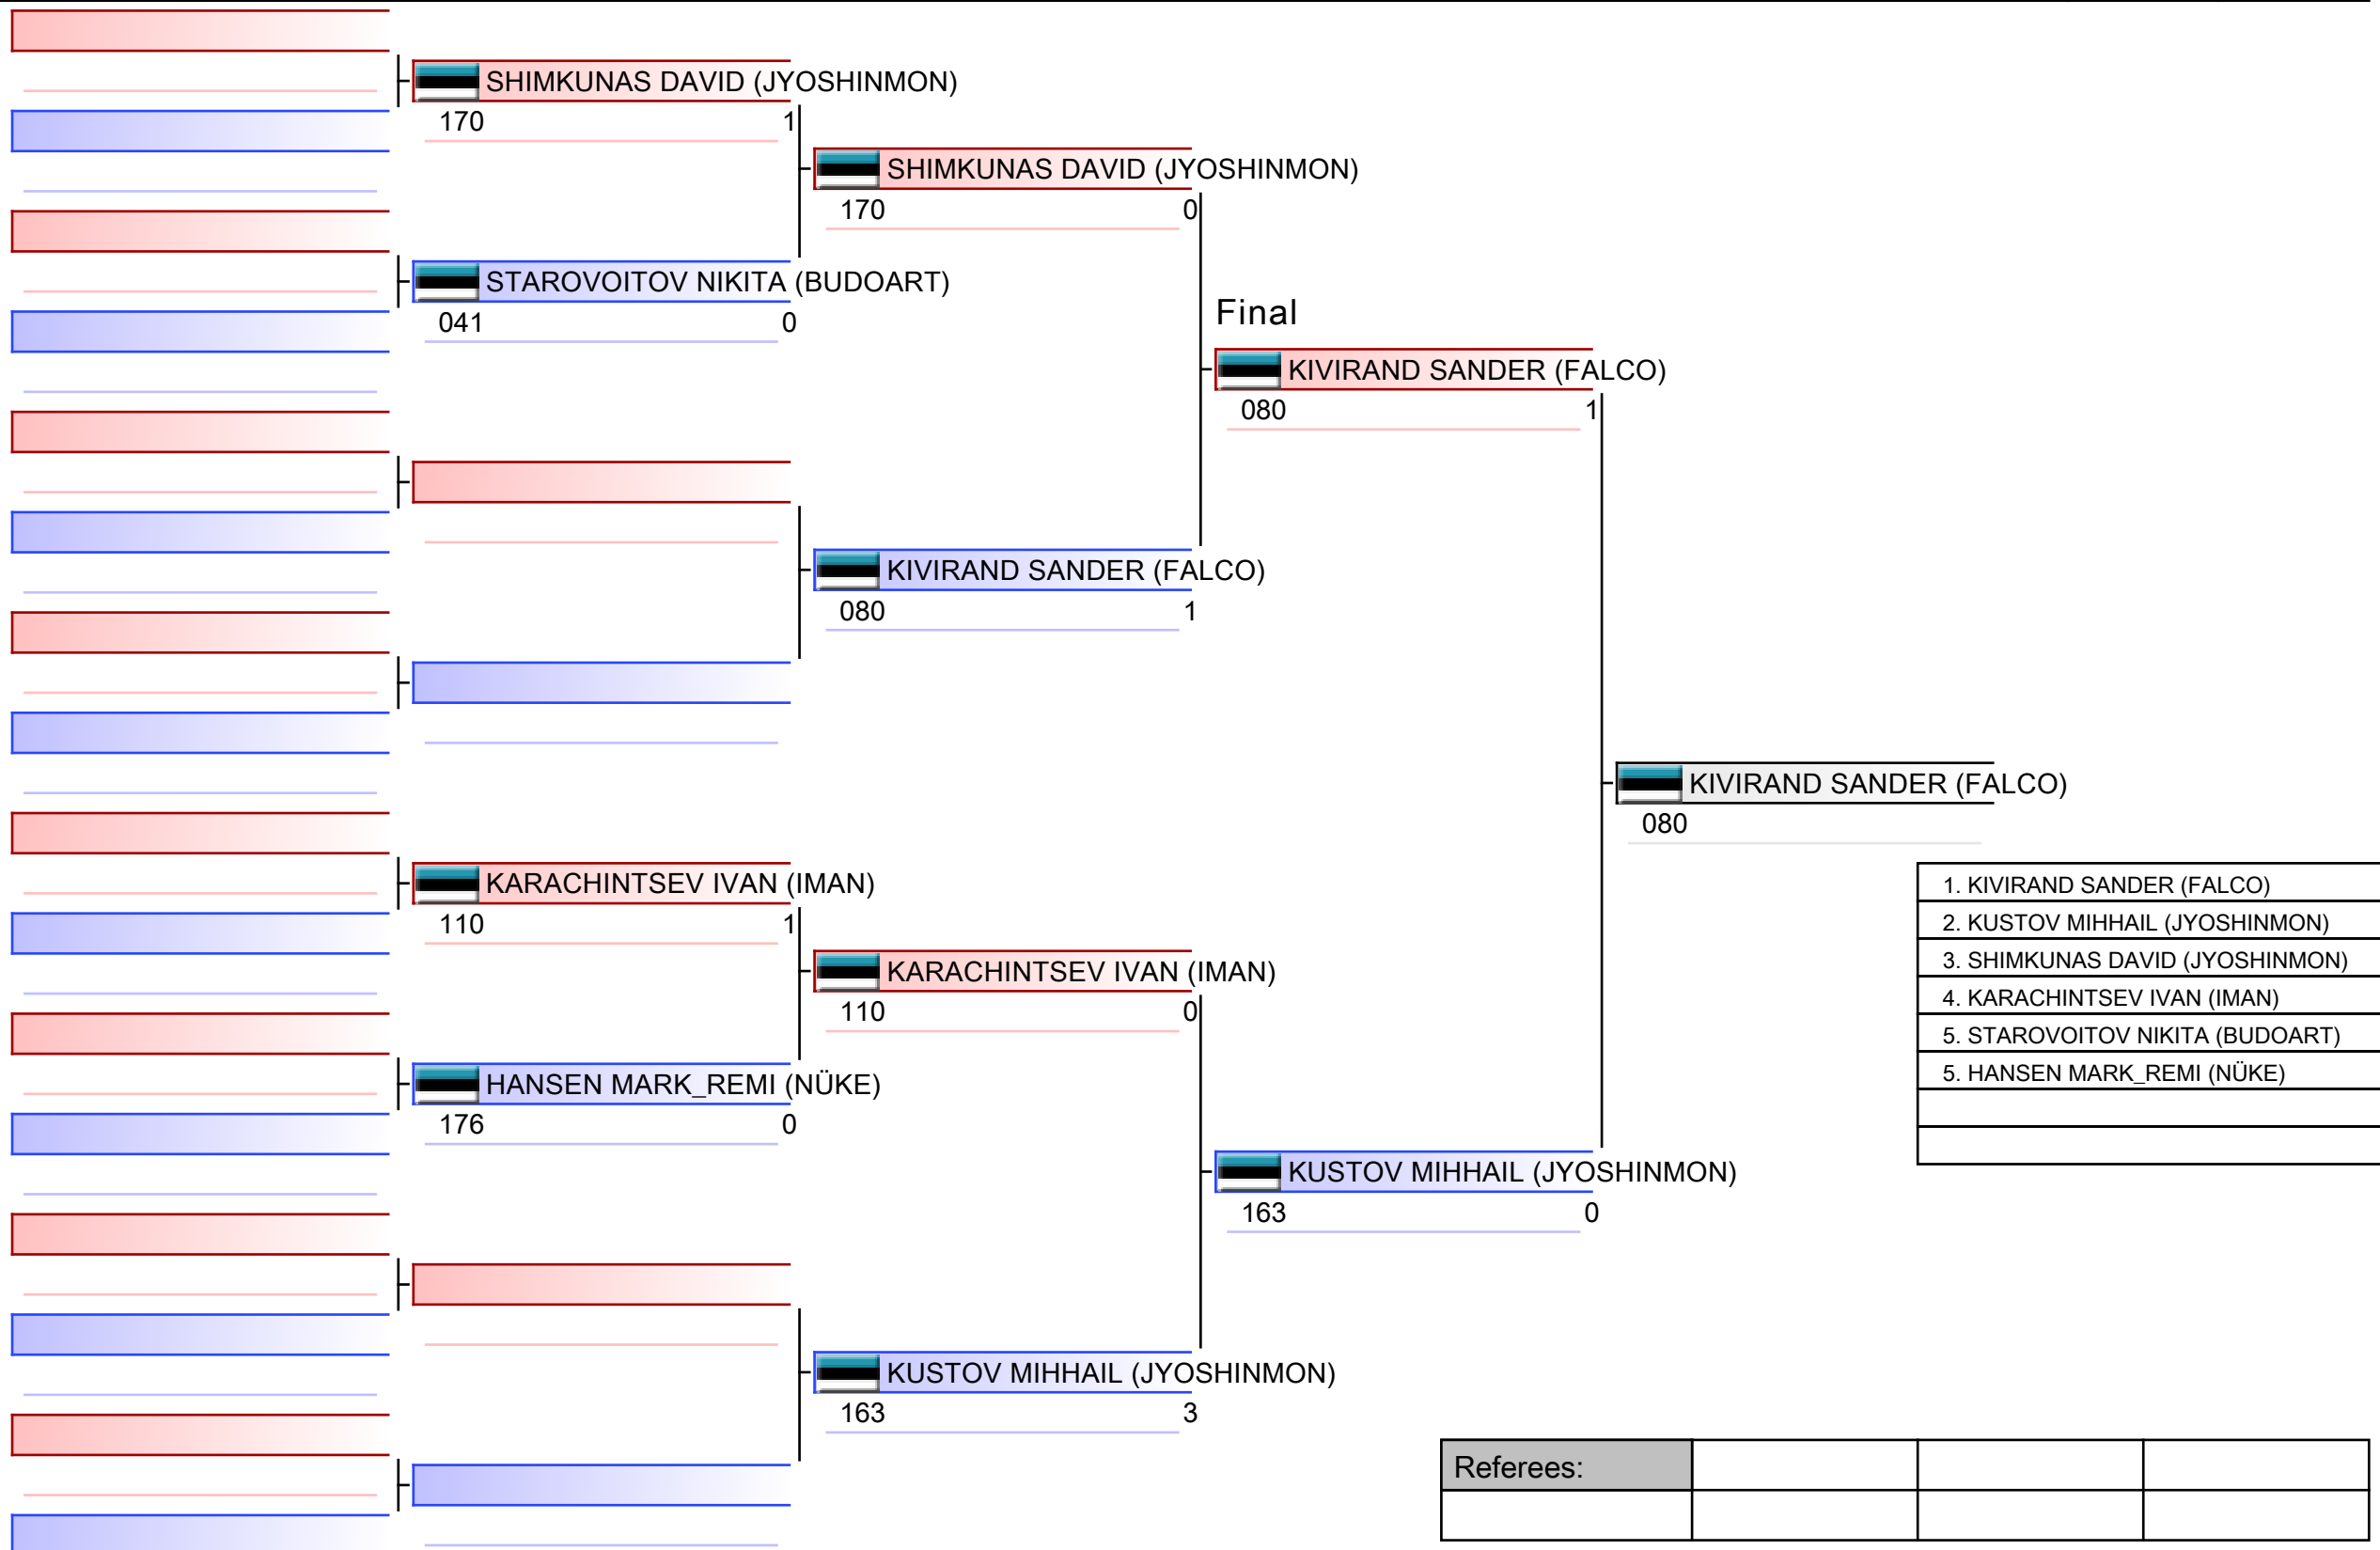 SHIMKUNAS DAVID (JYOSHINMON)
170 1
STAROVOITOV NIKITA (BUDOART)
041 0
KARACHINTSEV IVAN (IMAN)
110 1
HANSEN MARK_REMI (NÜKE)
176 0
SHIMKUNAS DAVID (JYOSHINMON)
170 0
KIVIRAND SANDER (FALCO)
080 1
KARACHINTSEV IVAN (IMAN)
110 0
KUSTOV MIHHAIL (JYOSHINMON)
163 3
Final
KIVIRAND SANDER (FALCO)
080 1
KUSTOV MIHHAIL (JYOSHINMON)
163 0
KIVIRAND SANDER (FALCO)
080
1. KIVIRAND SANDER (FALCO)
2. KUSTOV MIHHAIL (JYOSHINMON)
3. SHIMKUNAS DAVID (JYOSHINMON)
4. KARACHINTSEV IVAN (IMAN)
5. STAROVOITOV NIKITA (BUDOART)
5. HANSEN MARK_REMI (NÜKE)
Referees: